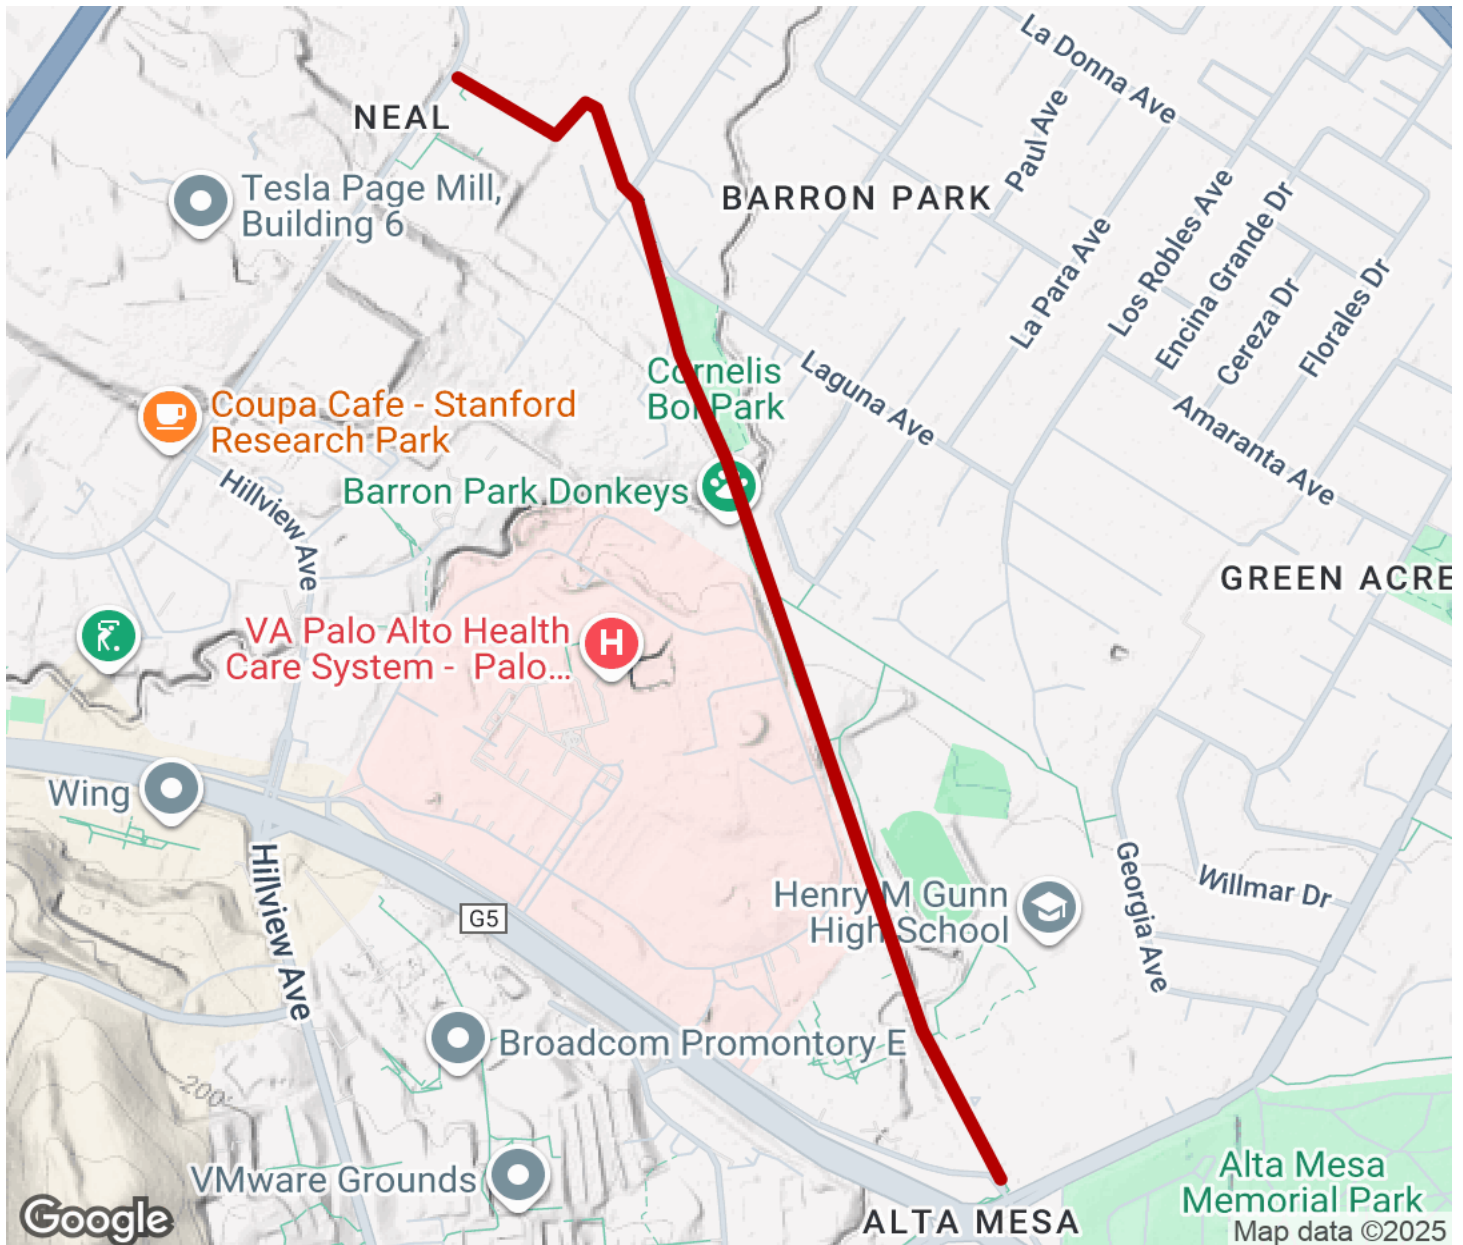 La Donna Ave
NEAL
Paul Ave
Tesla Page Mill,
Building 6
BARRON PARK
La Para Ave
Los Robles Ave
Encina Grande Dr
Cereza Dr
Florales Dr
Cornelis
Bol Park
Laguna Ave
Coupa Cafe - Stanford
Research Park
Amaranta Ave
Hillview Ave
Barron Park Donkeys
GREEN ACRE
VA Palo Alto Health
Care System - Palo...
H
Wing
Hillview Ave
Georgia Ave
Willmar Dr
Henry M Gunn
High School
G5
Broadcom Promontory E
200'
VMware Grounds
Alta Mesa
Memorial Park
ALTA MESA
Google
Map data ©2025